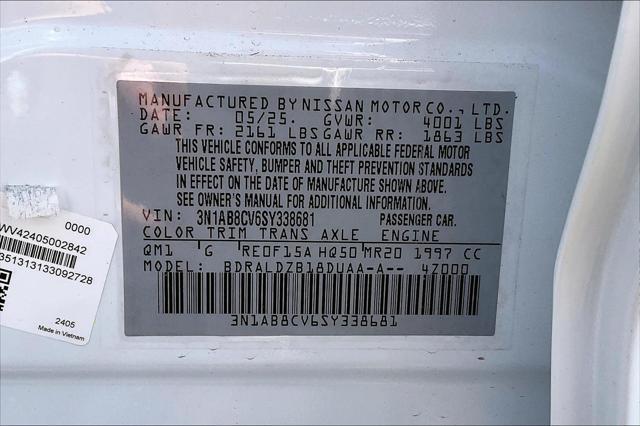 MANUFACTURED BY NISSAN MOTOR CO., LTD.
DATE: 05/25. GVWR: 4001 LBS
GAWR FR: 2161 LBS GAWR RR: 1863 LBS
THIS VEHICLE CONFORMS TO ALL APPLICABLE FEDERAL MOTOR
VEHICLE SAFETY, BUMPER AND THEFT PREVENTION STANDARDS
IN EFFECT ON THE DATE OF MANUFACTURE SHOWN ABOVE.
SEE OWNER'S MANUAL FOR ADDITIONAL INFORMATION
VIN: 3N1AB8CV6SY338681 PASSENGER CAR.
COLOR TRIM TRANS AXLE ENGINE
QM1 G RE0F15A HQ50 MR20 1997 CC
MODEL: BDRALDZB18DUAA-A-- 4Z000
3N1AB8CV6SY338681
0000
WV42405002842
351313133092728
2405
Made in Vietnam